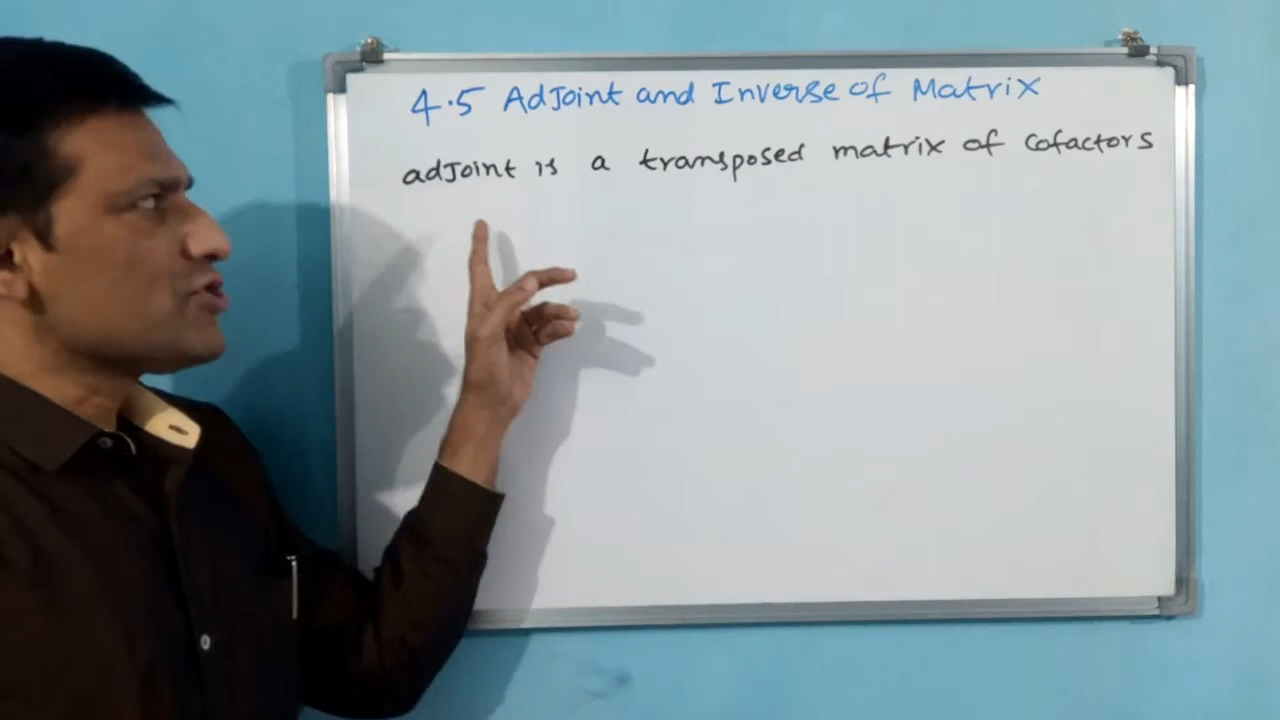 4.5 AdJoint and Inverse of Matrix
adJoint is a transposed matrix of Cofactors